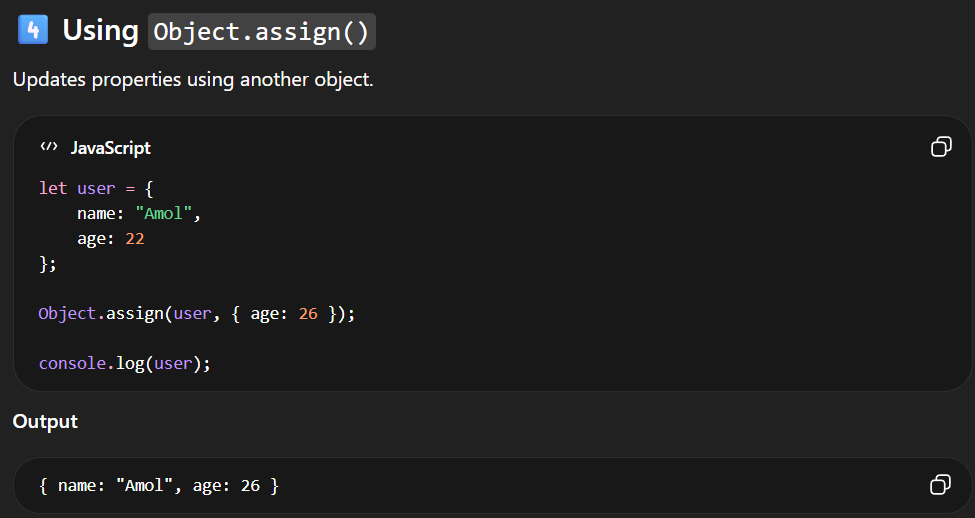 4 Using Object.assign()
Updates properties using another object.
</> JavaScript
let user = {
    name: "Amol",
    age: 22
};
Object.assign(user, { age: 26 });
console.log(user);
Output
{ name: "Amol", age: 26 }